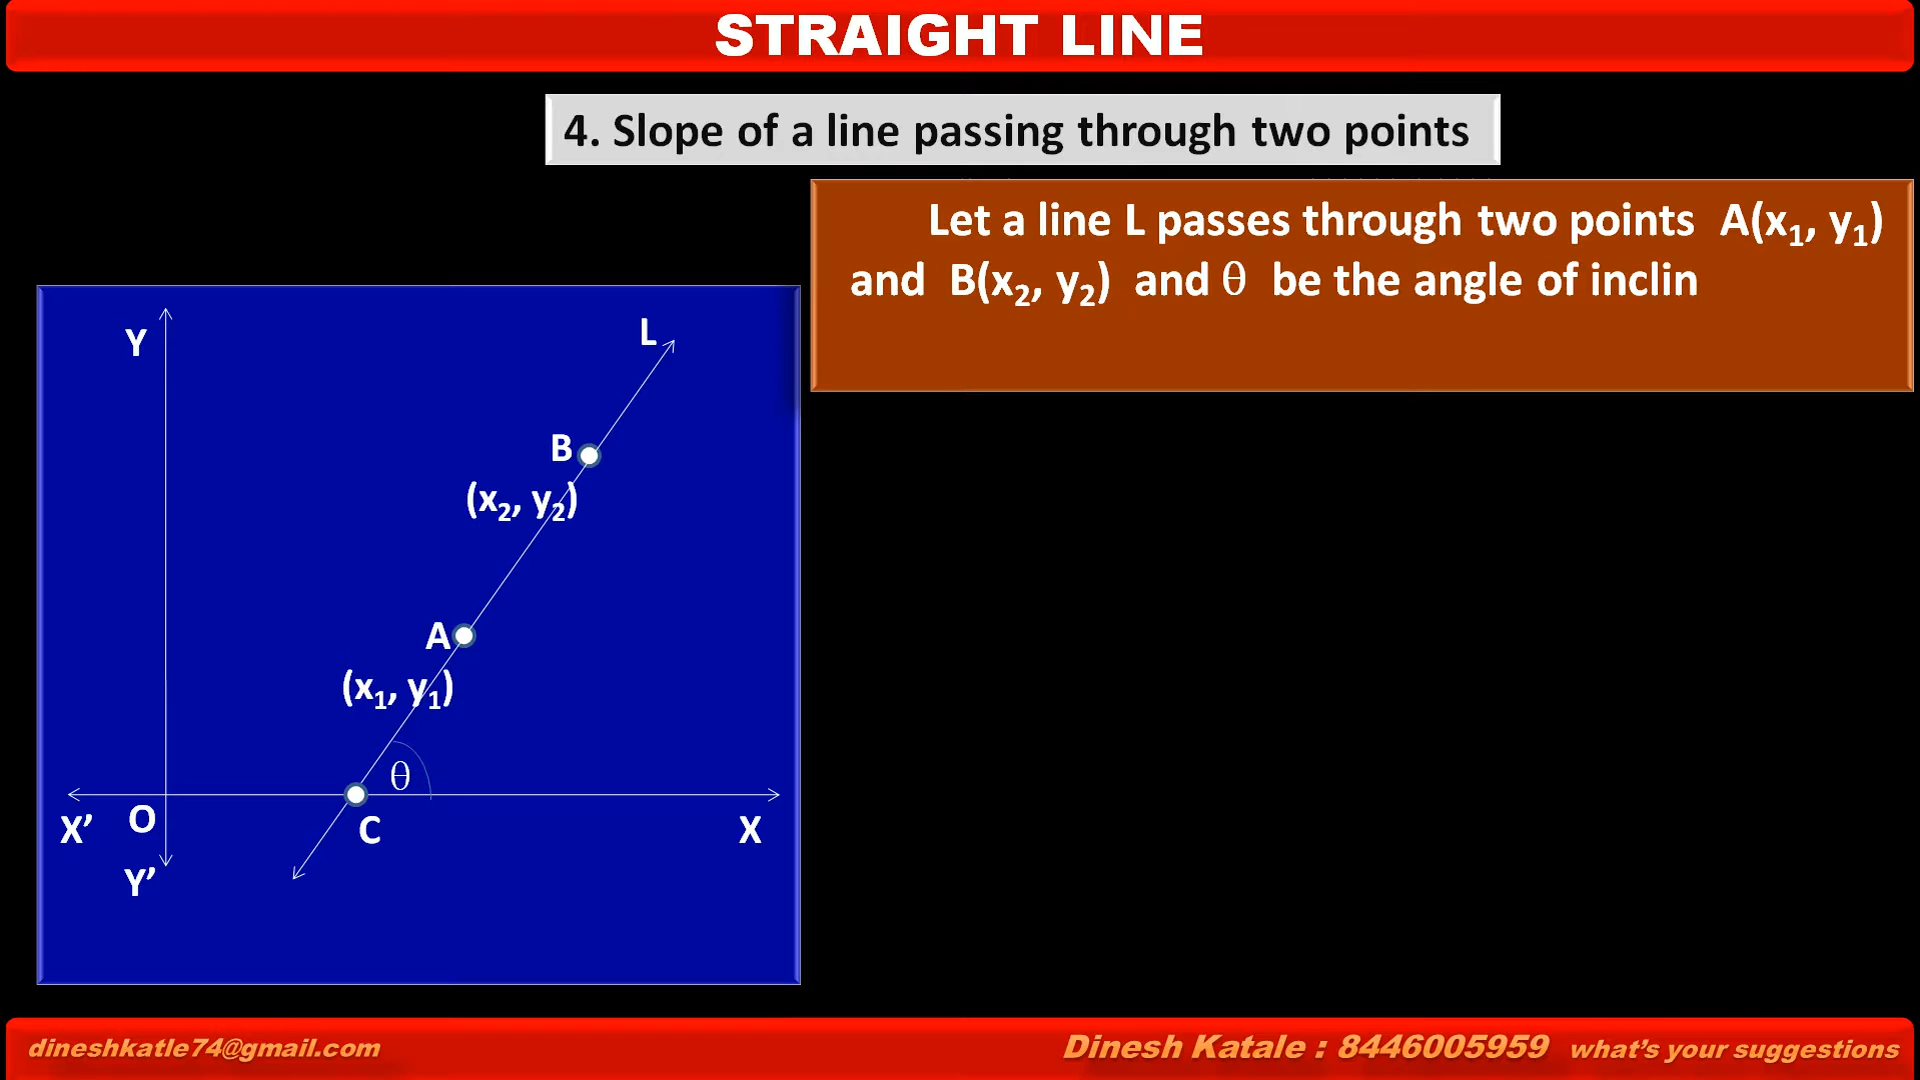 STRAIGHT LINE
4. Slope of a line passing through two points
Let a line L passes through two points A(x₁, y₁)
and B(x₂, y₂) and θ be the angle of inclin
Y
L
B
(x₂, y₂)
A
(x₁, y₁)
θ
X’ O C X
Y’
dineshkatle74@gmail.com Dinesh Katale : 8446005959 what’s your suggestions